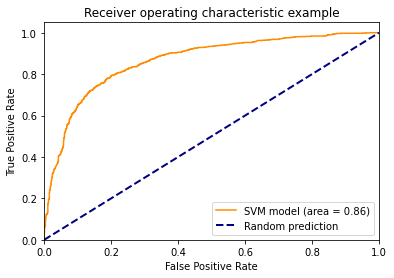 Receiver operating characteristic example
True Positive Rate
1.0
0.8
0.6
0.4
0.2
0.0
SVM model (area = 0.86)
Random prediction
0.0 0.2 0.4 0.6 0.8 1.0
False Positive Rate